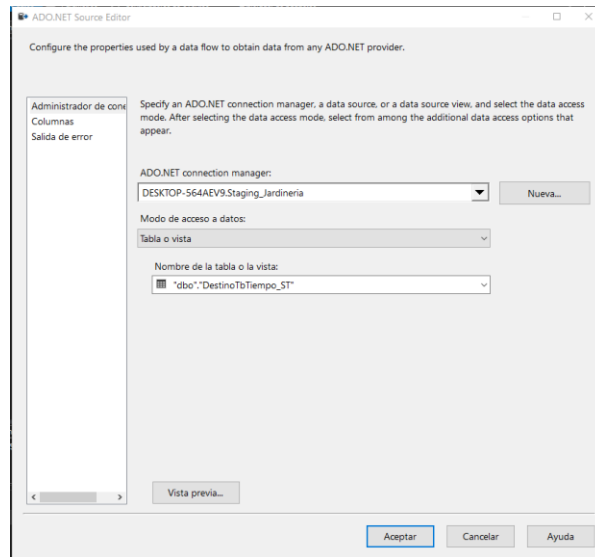 ADO.NET Source Editor
Configure the properties used by a data flow to obtain data from any ADO.NET provider.
Administrador de cone
Columnas
Salida de error
Specify an ADO.NET connection manager, a data source, or a data source view, and select the data access
mode. After selecting the data access mode, select from among the additional data access options that
appear.
ADO.NET connection manager:
DESKTOP-564AEV9.Staging_Jardineria
Nueva...
Modo de acceso a datos:
Tabla o vista
Nombre de la tabla o la vista:
"dbo"."DestinoTbTiempo_ST"
Vista previa...
Aceptar
Cancelar
Ayuda